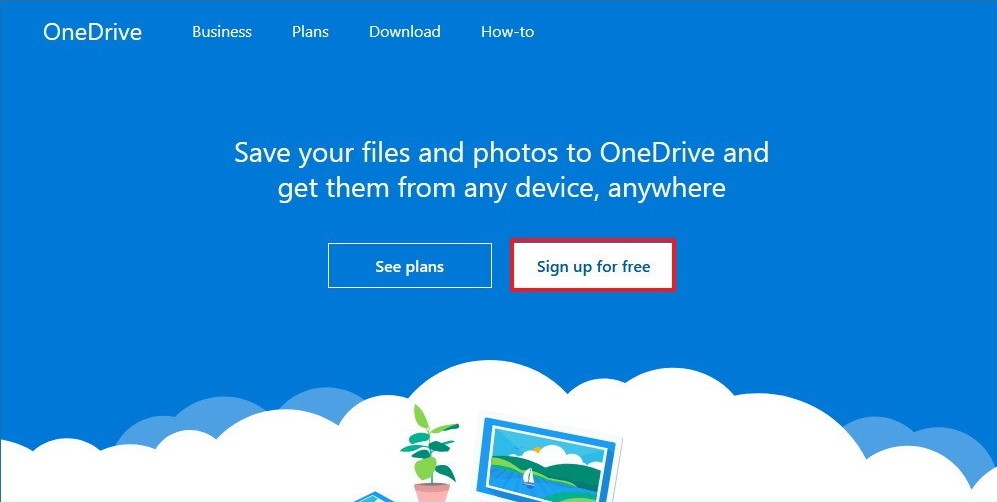 OneDrive Business Plans Download How-to
Save your files and photos to OneDrive and
get them from any device, anywhere
See plans Sign up for free